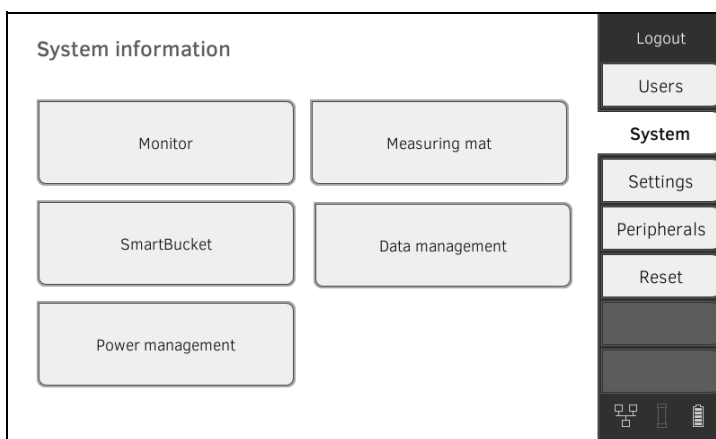 System information
Monitor
Measuring mat
SmartBucket
Data management
Power management
Logout
Users
System
Settings
Peripherals
Reset